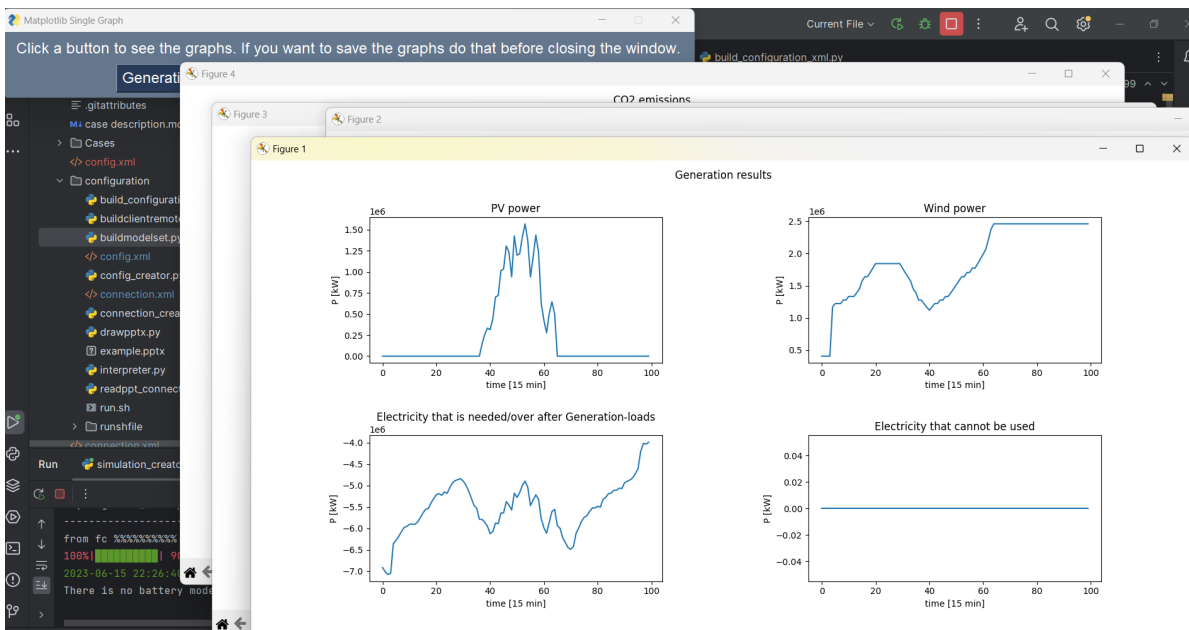 Matplotlib Single Graph
Current File
Click a button to see the graphs. If you want to save the graphs do that before closing the window.
build_configuration_xml.py
Generati
Figure 4
99
CO2 emissions
.gitattributes
Figure 3
Figure 2
M↓ case description.m
Cases
Figure 1
</> config.xml
Generation results
configuration
build_configurati
buildclientremot
buildmodelset.py
</> config.xml
config_creator.p
</> connection.xml
connection_crea
drawpptx.py
example.pptx
interpreter.py
readppt_connect
run.sh
runshfile
</> connection.xml
PV power
1e6
1.50
1.25
1.00
0.75
0.50
0.25
0.00
P [kW]
0 20 40 60 80 100
time [15 min]
Wind power
1e6
2.5
2.0
1.5
1.0
0.5
P [kW]
0 20 40 60 80 100
time [15 min]
Electricity that is needed/over after Generation-loads
1e6
−4.0
−4.5
−5.0
−5.5
−6.0
−6.5
−7.0
P [kW]
0 20 40 60 80 100
time [15 min]
Electricity that cannot be used
0.04
0.02
0.00
−0.02
−0.04
P [kW]
0 20 40 60 80 100
time [15 min]
Run simulation_creato
from fc %%%%%%%%%%
100%| | 9
2023-06-15 22:26:4
There is no battery mode